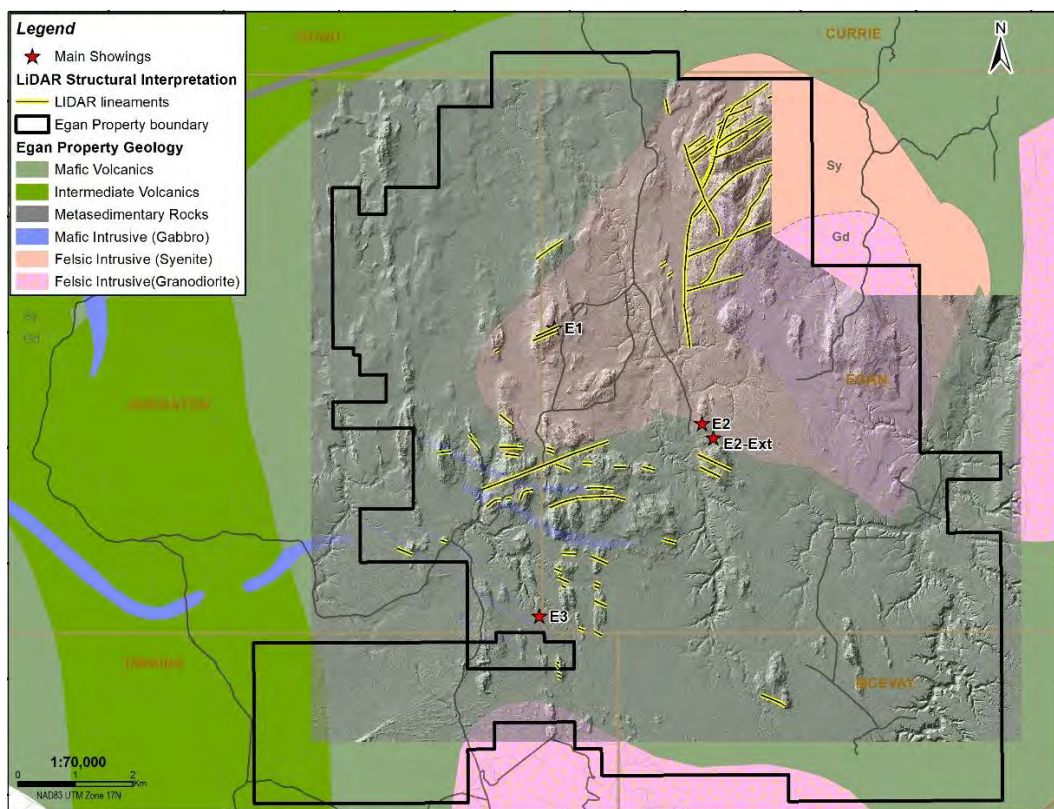 Legend
Main Showings
LiDAR Structural Interpretation
LIDAR lineaments
Egan Property boundary
Egan Property Geology
Mafic Volcanics
Intermediate Volcanics
Metasedimentary Rocks
Mafic Intrusive (Gabbro)
Felsic Intrusive (Syenite)
Felsic Intrusive(Granodiorite)
CURRIE
N
Sy
Gd
E1
EGAN
E2
E2-Ext
Sy
Gd
E3
MCEVAY
1:70,000
0 1 2
Km
NAD83 UTM Zone 17N